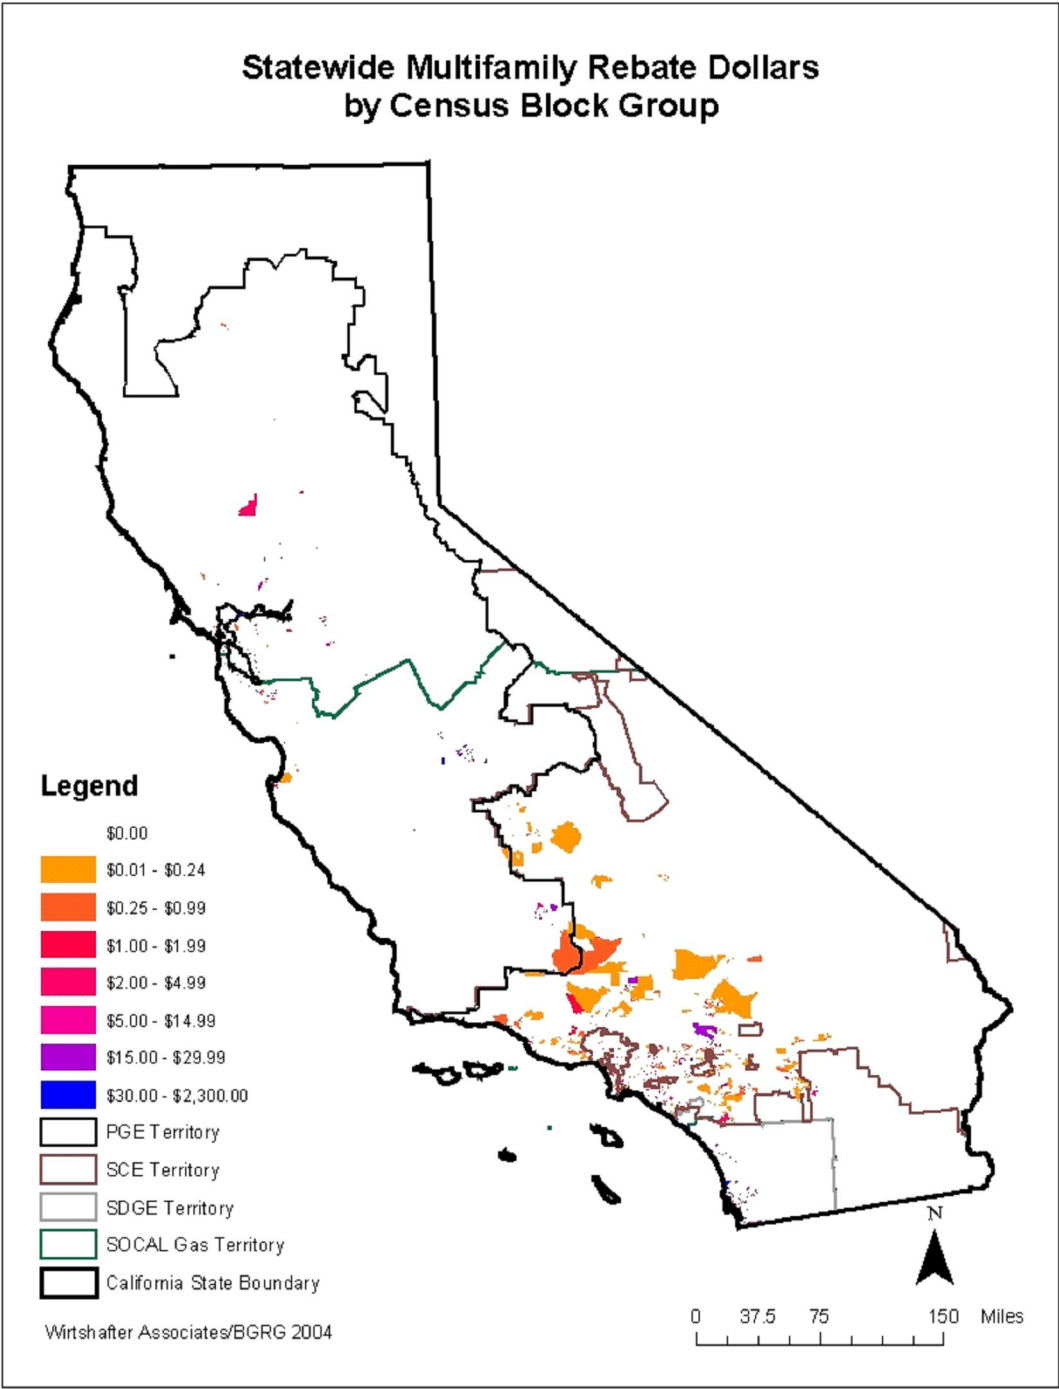 Statewide Multifamily Rebate Dollars
by Census Block Group
Legend
$0.00
$0.01 - $0.24
$0.25 - $0.99
$1.00 - $1.99
$2.00 - $4.99
$5.00 - $14.99
$15.00 - $29.99
$30.00 - $2,300.00
PGE Territory
SCE Territory
SDGE Territory
SOCAL Gas Territory
California State Boundary
Wirtshafter Associates/BGRG 2004
N
0 37.5 75 150 Miles